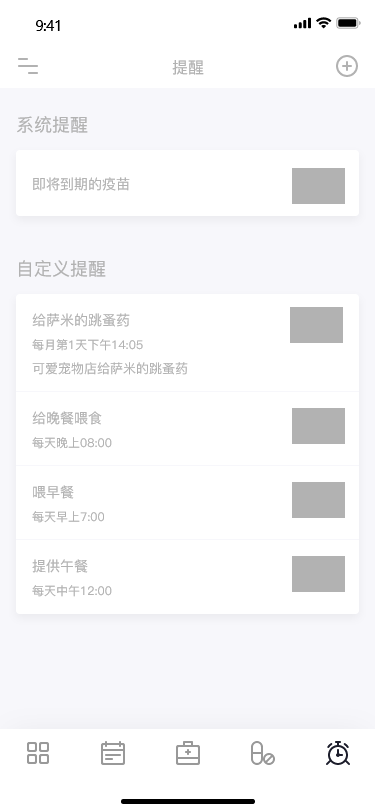 9:41
提醒
系统提醒
即将到期的疫苗
自定义提醒
给萨米的跳蚤药
每月第1天下午14:05
可爱宠物店给萨米的跳蚤药
给晚餐喂食
每天晚上08:00
喂早餐
每天早上7:00
提供午餐
每天中午12:00